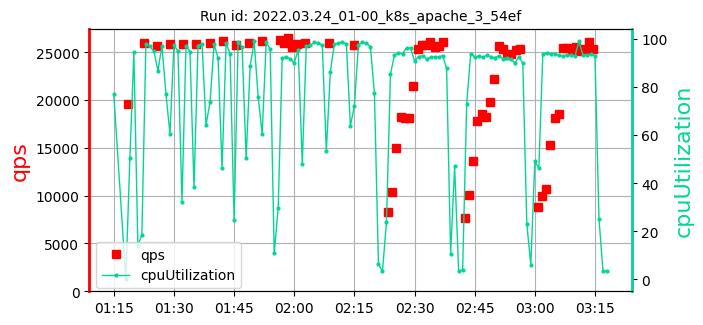 Run id: 2022.03.24_01-00_k8s_apache_3_54ef
25000
20000
15000
10000
5000
0
qps
100
80
60
40
20
0
cpuUtilization
qps
cpuUtilization
01:15 01:30 01:45 02:00 02:15 02:30 02:45 03:00 03:15